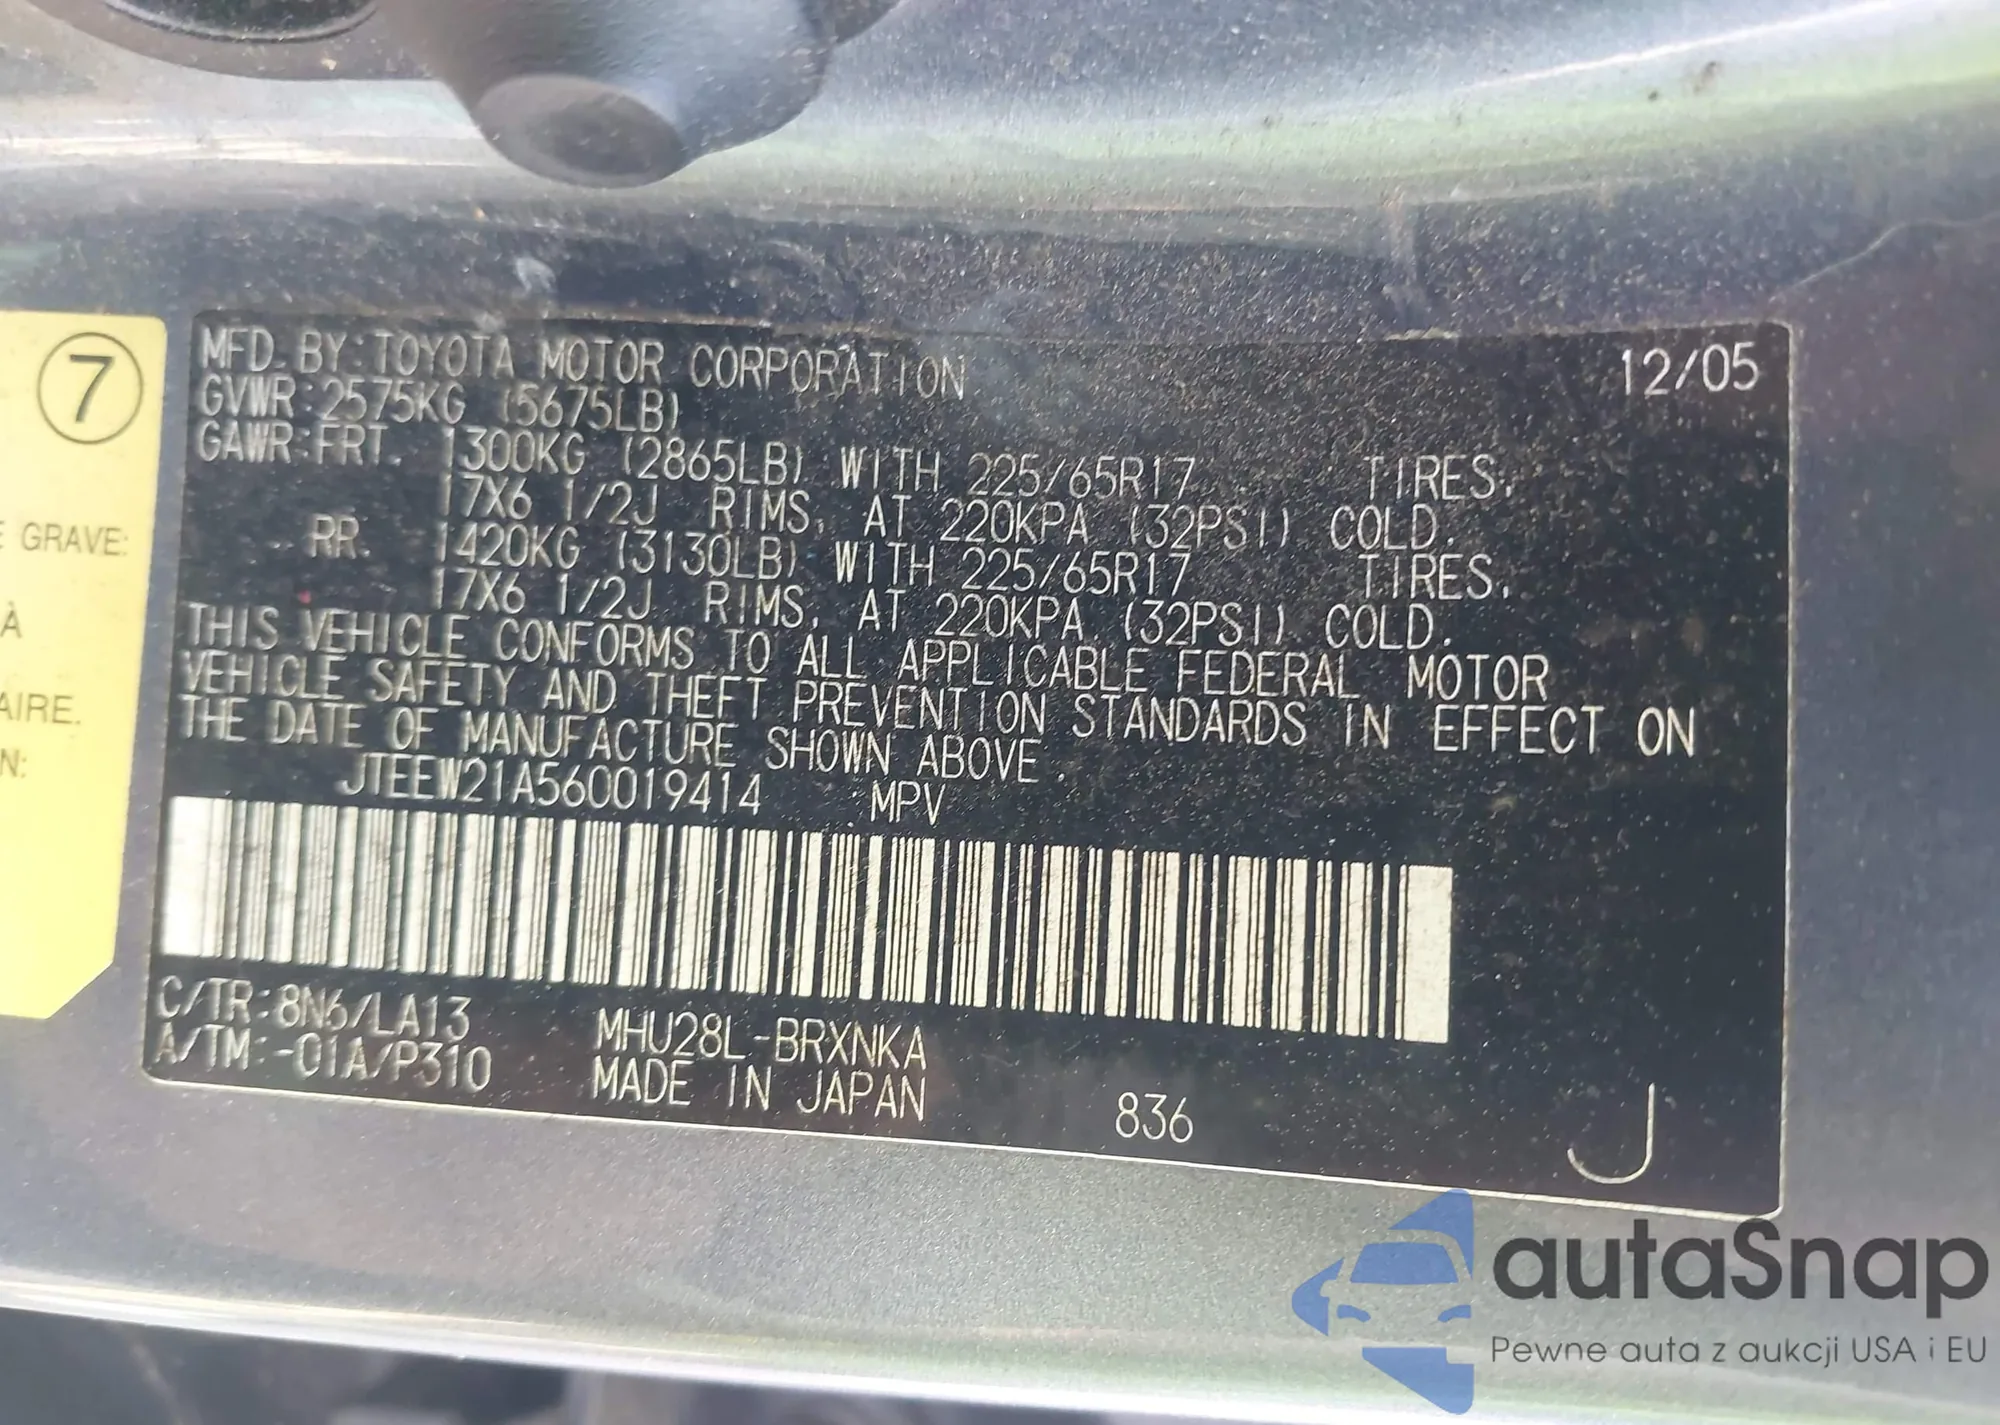 7
E GRAVE:
À
AIRE.
N:
MFD. BY: TOYOTA MOTOR CORPORATION 12/05
GVWR: 2575KG (5675LB)
GAWR: FRT. 1300KG (2865LB) WITH 225/65R17 TIRES,
17X6 1/2J RIMS, AT 220KPA (32PSI) COLD.
RR. 1420KG (3130LB) WITH 225/65R17 TIRES,
17X6 1/2J RIMS, AT 220KPA (32PSI) COLD.
THIS VEHICLE CONFORMS TO ALL APPLICABLE FEDERAL MOTOR
VEHICLE SAFETY AND THEFT PREVENTION STANDARDS IN EFFECT ON
THE DATE OF MANUFACTURE SHOWN ABOVE.
JTEEW21A560019414 MPV
C/TR: 8N6/LA13
A/TM: -01A/P310
MHU28L-BRXNKA
MADE IN JAPAN
836
J
autaSnap
Pewne auta z aukcji USA i EU